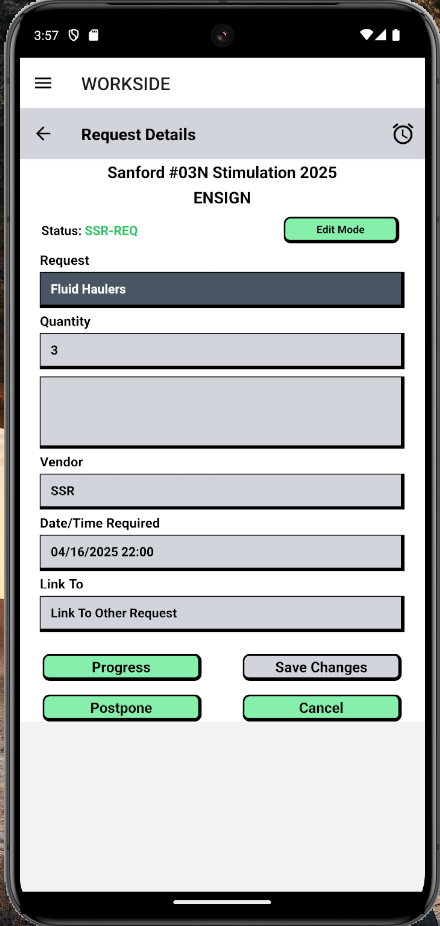 3:57
WORKSIDE
Request Details
Sanford #03N Stimulation 2025
ENSIGN
Status: SSR-REQ
Edit Mode
Request
Fluid Haulers
Quantity
3
Vendor
SSR
Date/Time Required
04/16/2025 22:00
Link To
Link To Other Request
Progress
Save Changes
Postpone
Cancel